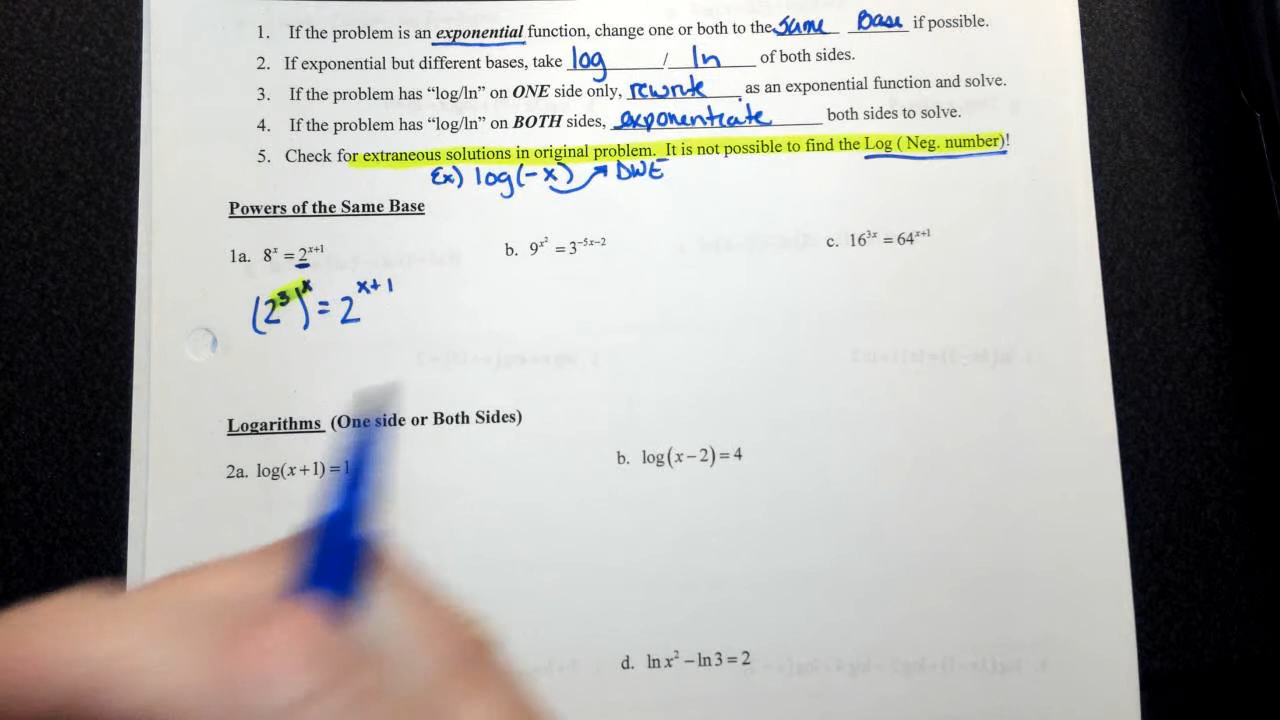 1. If the problem is an exponential function, change one or both to the same Base if possible.
2. If exponential but different bases, take log / ln of both sides.
3. If the problem has “log/ln” on ONE side only, rewrite as an exponential function and solve.
4. If the problem has “log/ln” on BOTH sides, exponentiate both sides to solve.
5. Check for extraneous solutions in original problem. It is not possible to find the Log ( Neg. number)!
Ex) log(-x) → DNE
Powers of the Same Base
1a. 8^x = 2^{x+1} b. 9^{x^2} = 3^{-5x-2} c. 16^{3x} = 64^{x+1}
(2^3)^x = 2^{x+1}
Logarithms (One side or Both Sides)
2a. log(x+1) = 1 b. log(x-2) = 4
d. ln x^2 - ln 3 = 2